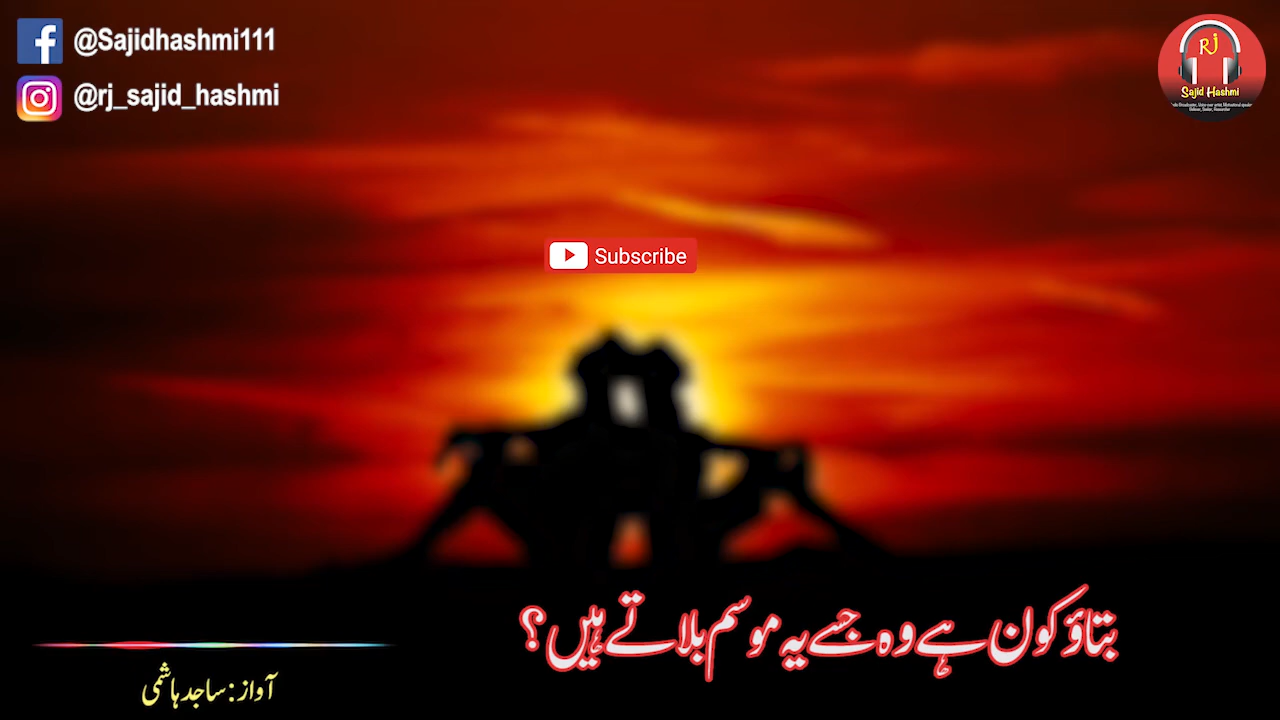 @Sajidhashmi111
@rj_sajid_hashmi
RJ
Sajid Hashmi
Subscribe
بتاؤ کون ہے وہ جسے یہ موسم بلاتے ہیں؟
آواز: ساجد ہاشمی